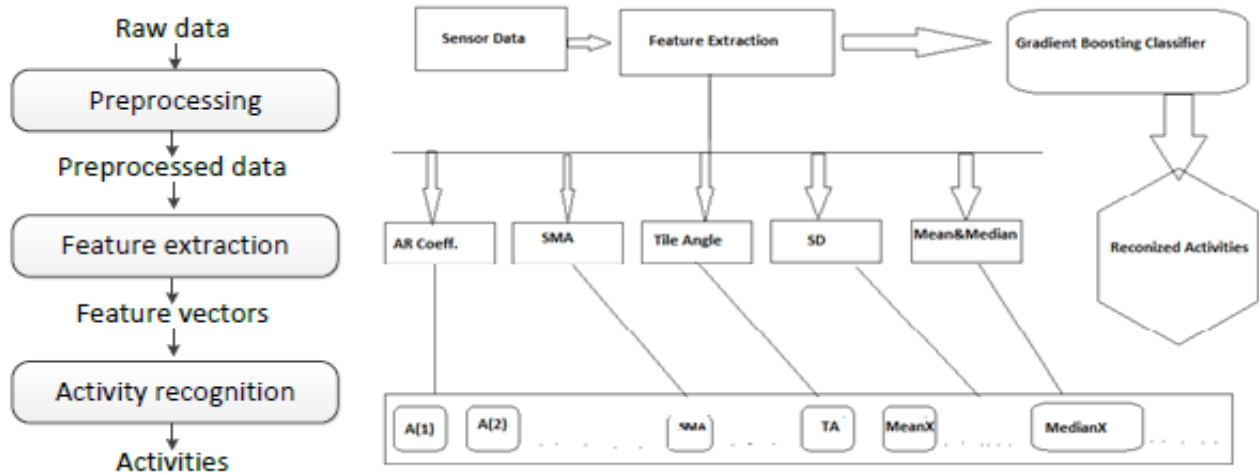 Raw data
Preprocessing
Preprocessed data
Feature extraction
Feature vectors
Activity recognition
Activities
Sensor Data
Feature Extraction
Gradient Boosting Classifier
AR Coeff.
SMA
Tile Angle
SD
Mean&Median
Reconized Activities
A(1)
A(2)
SMA
TA
MeanX
MedianX